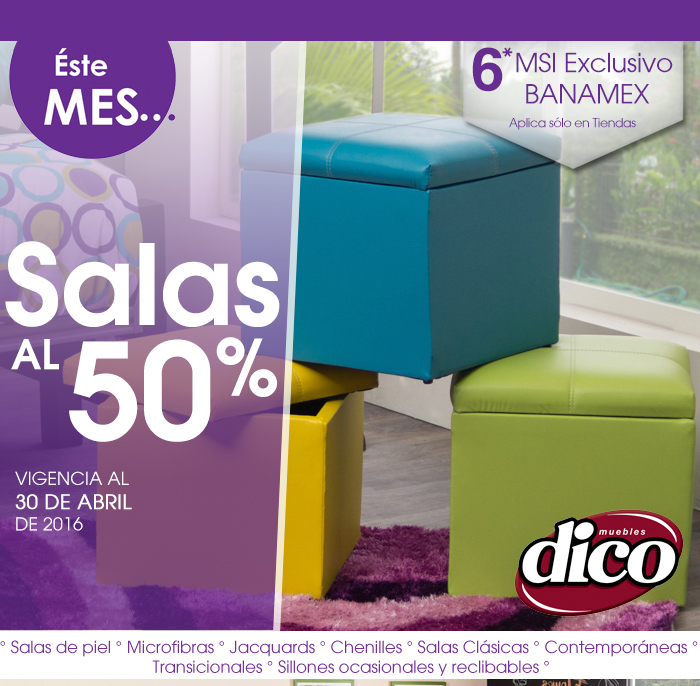 Éste
MES...
6* MSI Exclusivo
BANAMEX
Aplica sólo en Tiendas
Salas
AL 50%
VIGENCIA AL
30 DE ABRIL
DE 2016
muebles
dico
° Salas de piel ° Microfibras ° Jacquards ° Chenilles ° Salas Clásicas ° Contemporáneas °
Transicionales ° Sillones ocasionales y reclibables °